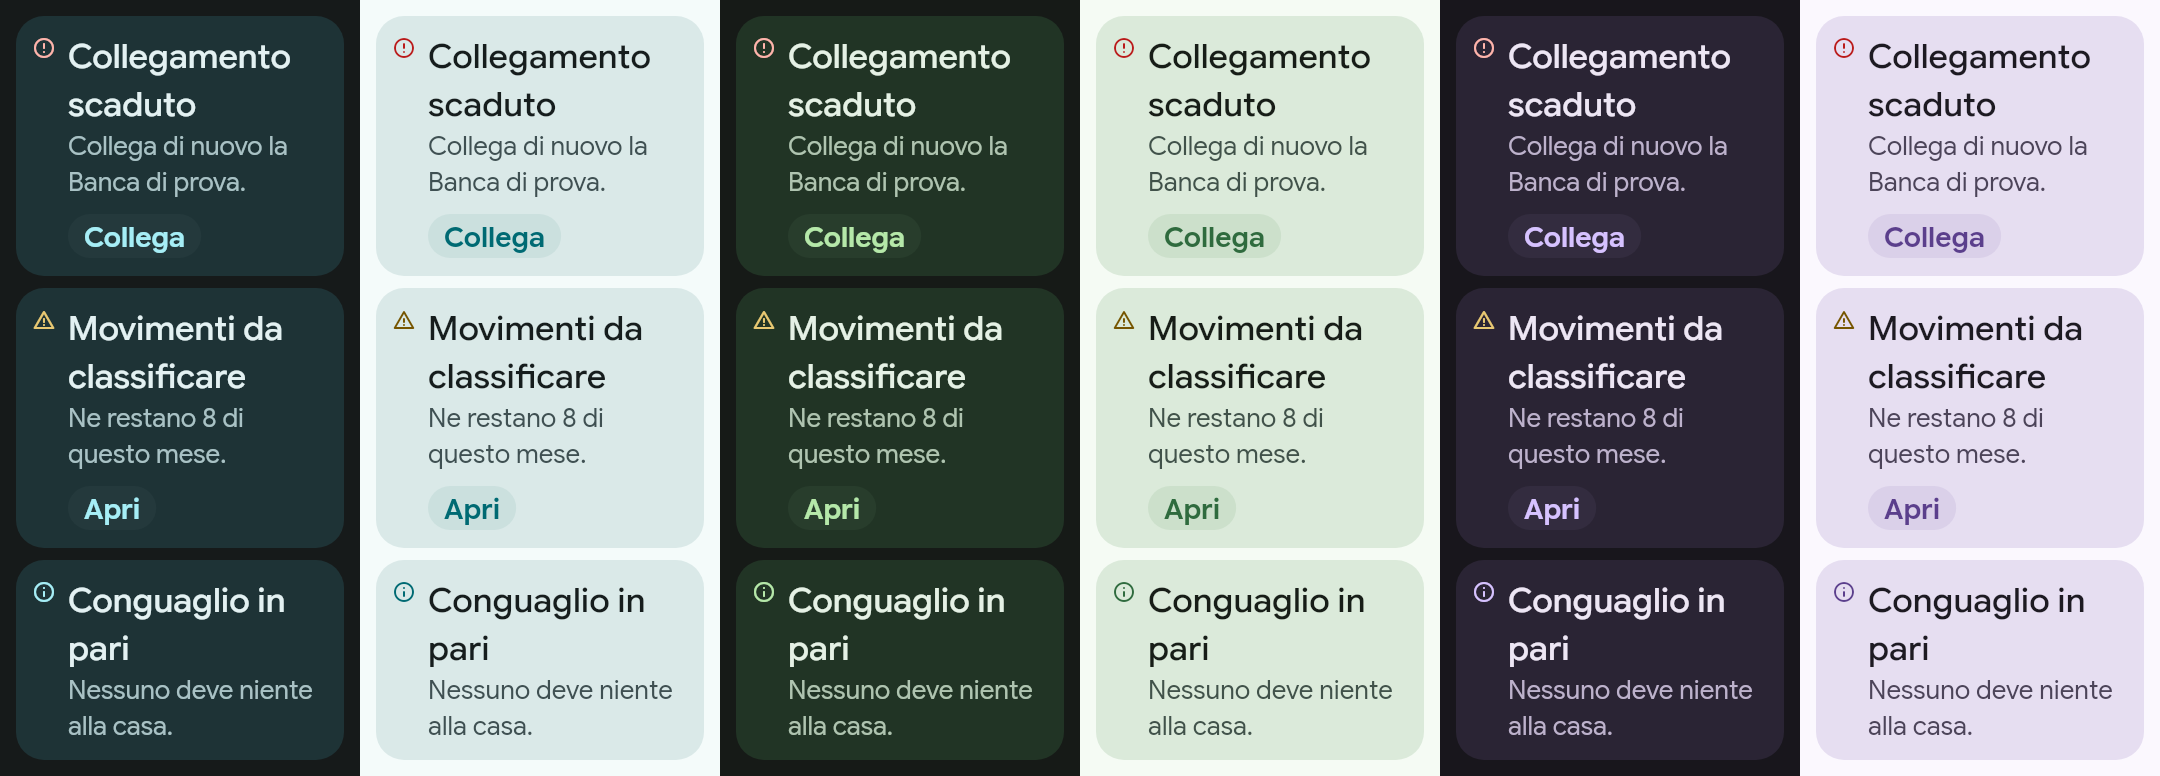 Collegamento
scaduto
Collega di nuovo la
Banca di prova.
Collega
Movimenti da
classificare
Ne restano 8 di
questo mese.
Apri
Conguaglio in
pari
Nessuno deve niente
alla casa.
Collegamento
scaduto
Collega di nuovo la
Banca di prova.
Collega
Movimenti da
classificare
Ne restano 8 di
questo mese.
Apri
Conguaglio in
pari
Nessuno deve niente
alla casa.
Collegamento
scaduto
Collega di nuovo la
Banca di prova.
Collega
Movimenti da
classificare
Ne restano 8 di
questo mese.
Apri
Conguaglio in
pari
Nessuno deve niente
alla casa.
Collegamento
scaduto
Collega di nuovo la
Banca di prova.
Collega
Movimenti da
classificare
Ne restano 8 di
questo mese.
Apri
Conguaglio in
pari
Nessuno deve niente
alla casa.
Collegamento
scaduto
Collega di nuovo la
Banca di prova.
Collega
Movimenti da
classificare
Ne restano 8 di
questo mese.
Apri
Conguaglio in
pari
Nessuno deve niente
alla casa.
Collegamento
scaduto
Collega di nuovo la
Banca di prova.
Collega
Movimenti da
classificare
Ne restano 8 di
questo mese.
Apri
Conguaglio in
pari
Nessuno deve niente
alla casa.